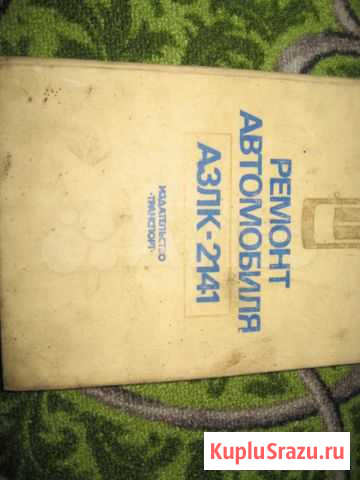 РЕМОНТ
АВТОМОБИЛЯ
АЗЛК-2141
ИЗДАТЕЛЬСТВО
·ТРАНСПОРТ·
KupluSrazu.ru